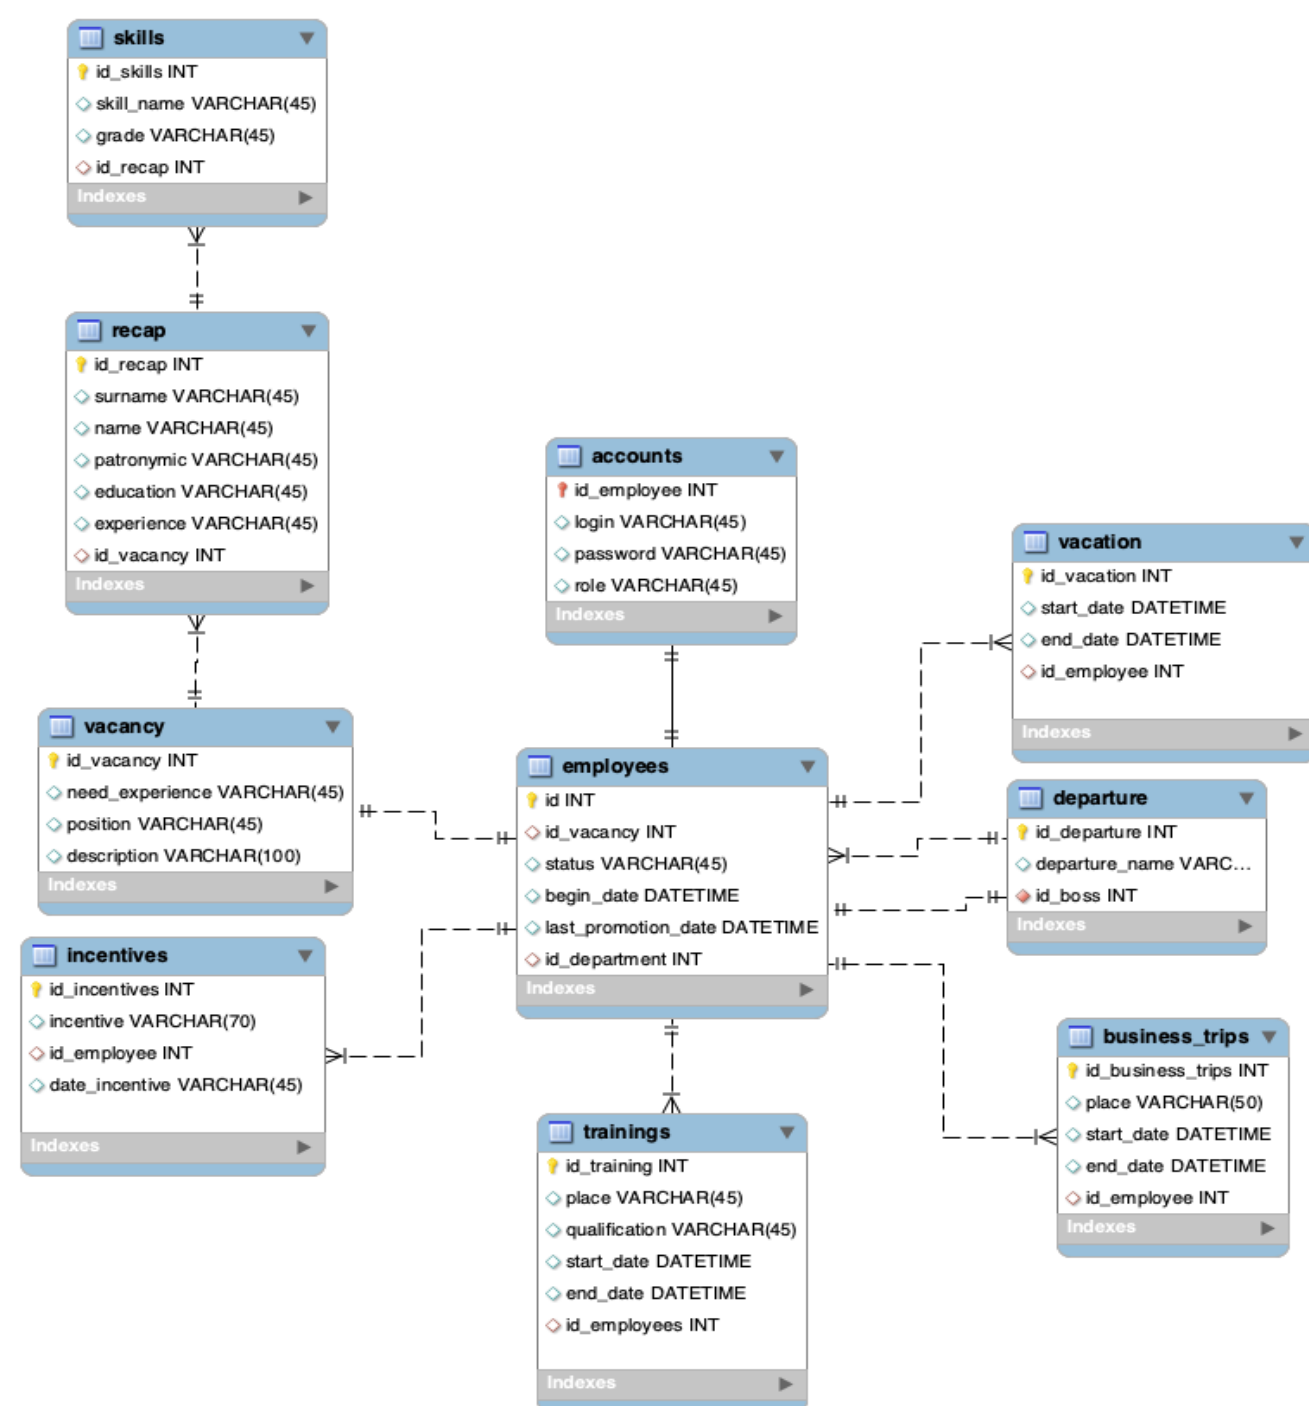 skills
id_skills INT
skill_name VARCHAR(45)
grade VARCHAR(45)
id_recap INT
Indexes
recap
id_recap INT
surname VARCHAR(45)
name VARCHAR(45)
patronymic VARCHAR(45)
education VARCHAR(45)
experience VARCHAR(45)
id_vacancy INT
Indexes
accounts
id_employee INT
login VARCHAR(45)
password VARCHAR(45)
role VARCHAR(45)
Indexes
vacation
id_vacation INT
start_date DATETIME
end_date DATETIME
id_employee INT
Indexes
vacancy
id_vacancy INT
need_experience VARCHAR(45)
position VARCHAR(45)
description VARCHAR(100)
Indexes
employees
id INT
id_vacancy INT
status VARCHAR(45)
begin_date DATETIME
last_promotion_date DATETIME
id_department INT
Indexes
departure
id_departure INT
departure_name VARC...
id_boss INT
Indexes
incentives
id_incentives INT
incentive VARCHAR(70)
id_employee INT
date_incentive VARCHAR(45)
Indexes
business_trips
id_business_trips INT
place VARCHAR(50)
start_date DATETIME
end_date DATETIME
id_employee INT
Indexes
trainings
id_training INT
place VARCHAR(45)
qualification VARCHAR(45)
start_date DATETIME
end_date DATETIME
id_employees INT
Indexes